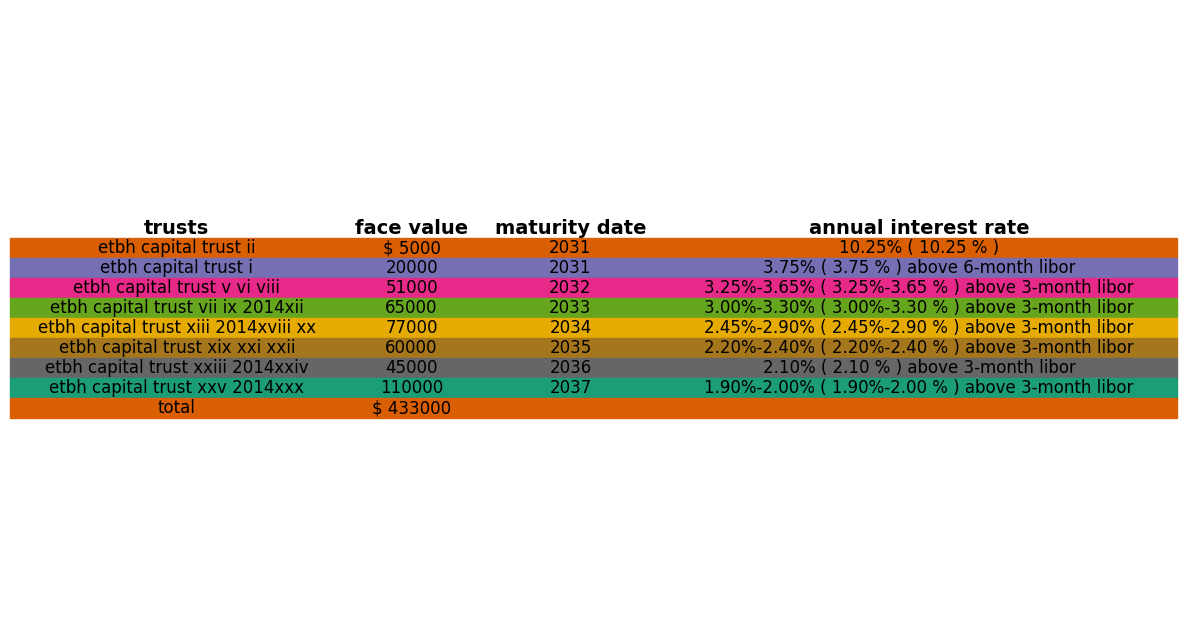 trusts face value maturity date annual interest rate
etbh capital trust ii $ 5000 2031 10.25% ( 10.25 % )
etbh capital trust i 20000 2031 3.75% ( 3.75 % ) above 6-month libor
etbh capital trust v vi viii 51000 2032 3.25%-3.65% ( 3.25%-3.65 % ) above 3-month libor
etbh capital trust vii ix 2014xii 65000 2033 3.00%-3.30% ( 3.00%-3.30 % ) above 3-month libor
etbh capital trust xiii 2014xviii xx 77000 2034 2.45%-2.90% ( 2.45%-2.90 % ) above 3-month libor
etbh capital trust xix xxi xxii 60000 2035 2.20%-2.40% ( 2.20%-2.40 % ) above 3-month libor
etbh capital trust xxiii 2014xxiv 45000 2036 2.10% ( 2.10 % ) above 3-month libor
etbh capital trust xxv 2014xxx 110000 2037 1.90%-2.00% ( 1.90%-2.00 % ) above 3-month libor
total $ 433000